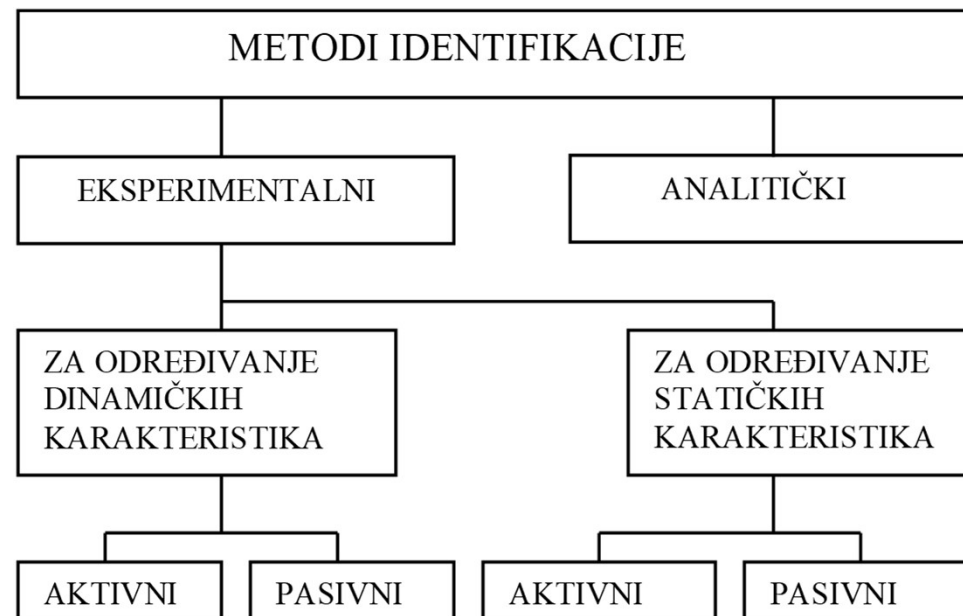 METODI IDENTIFIKACIJE
EKSPERIMENTALNI
ANALITIČKI
ZA ODREĐIVANJE
DINAMIČKIH
KARAKTERISTIKA
ZA ODREĐIVANJE
STATIČKIH
KARAKTERISTIKA
AKTIVNI
PASIVNI
AKTIVNI
PASIVNI